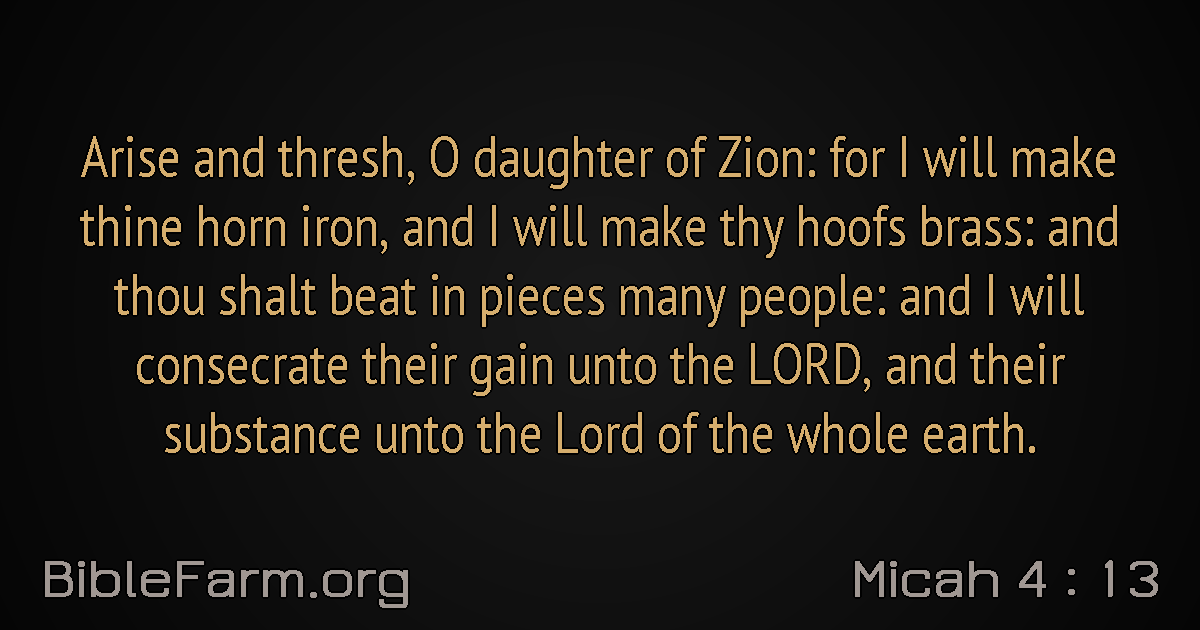 Arise and thresh, O daughter of Zion: for I will make
thine horn iron, and I will make thy hoofs brass: and
thou shalt beat in pieces many people: and I will
consecrate their gain unto the LORD, and their
substance unto the Lord of the whole earth.
BibleFarm.org
Micah 4 : 13